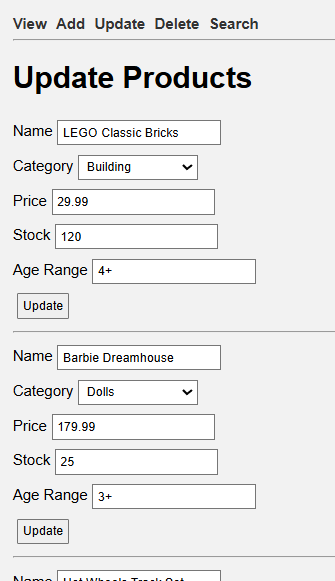 View Add Update Delete Search
Update Products
Name LEGO Classic Bricks
Category Building
Price 29.99
Stock 120
Age Range 4+
Update
Name Barbie Dreamhouse
Category Dolls
Price 179.99
Stock 25
Age Range 3+
Update
Name Hot Wheels Track Set